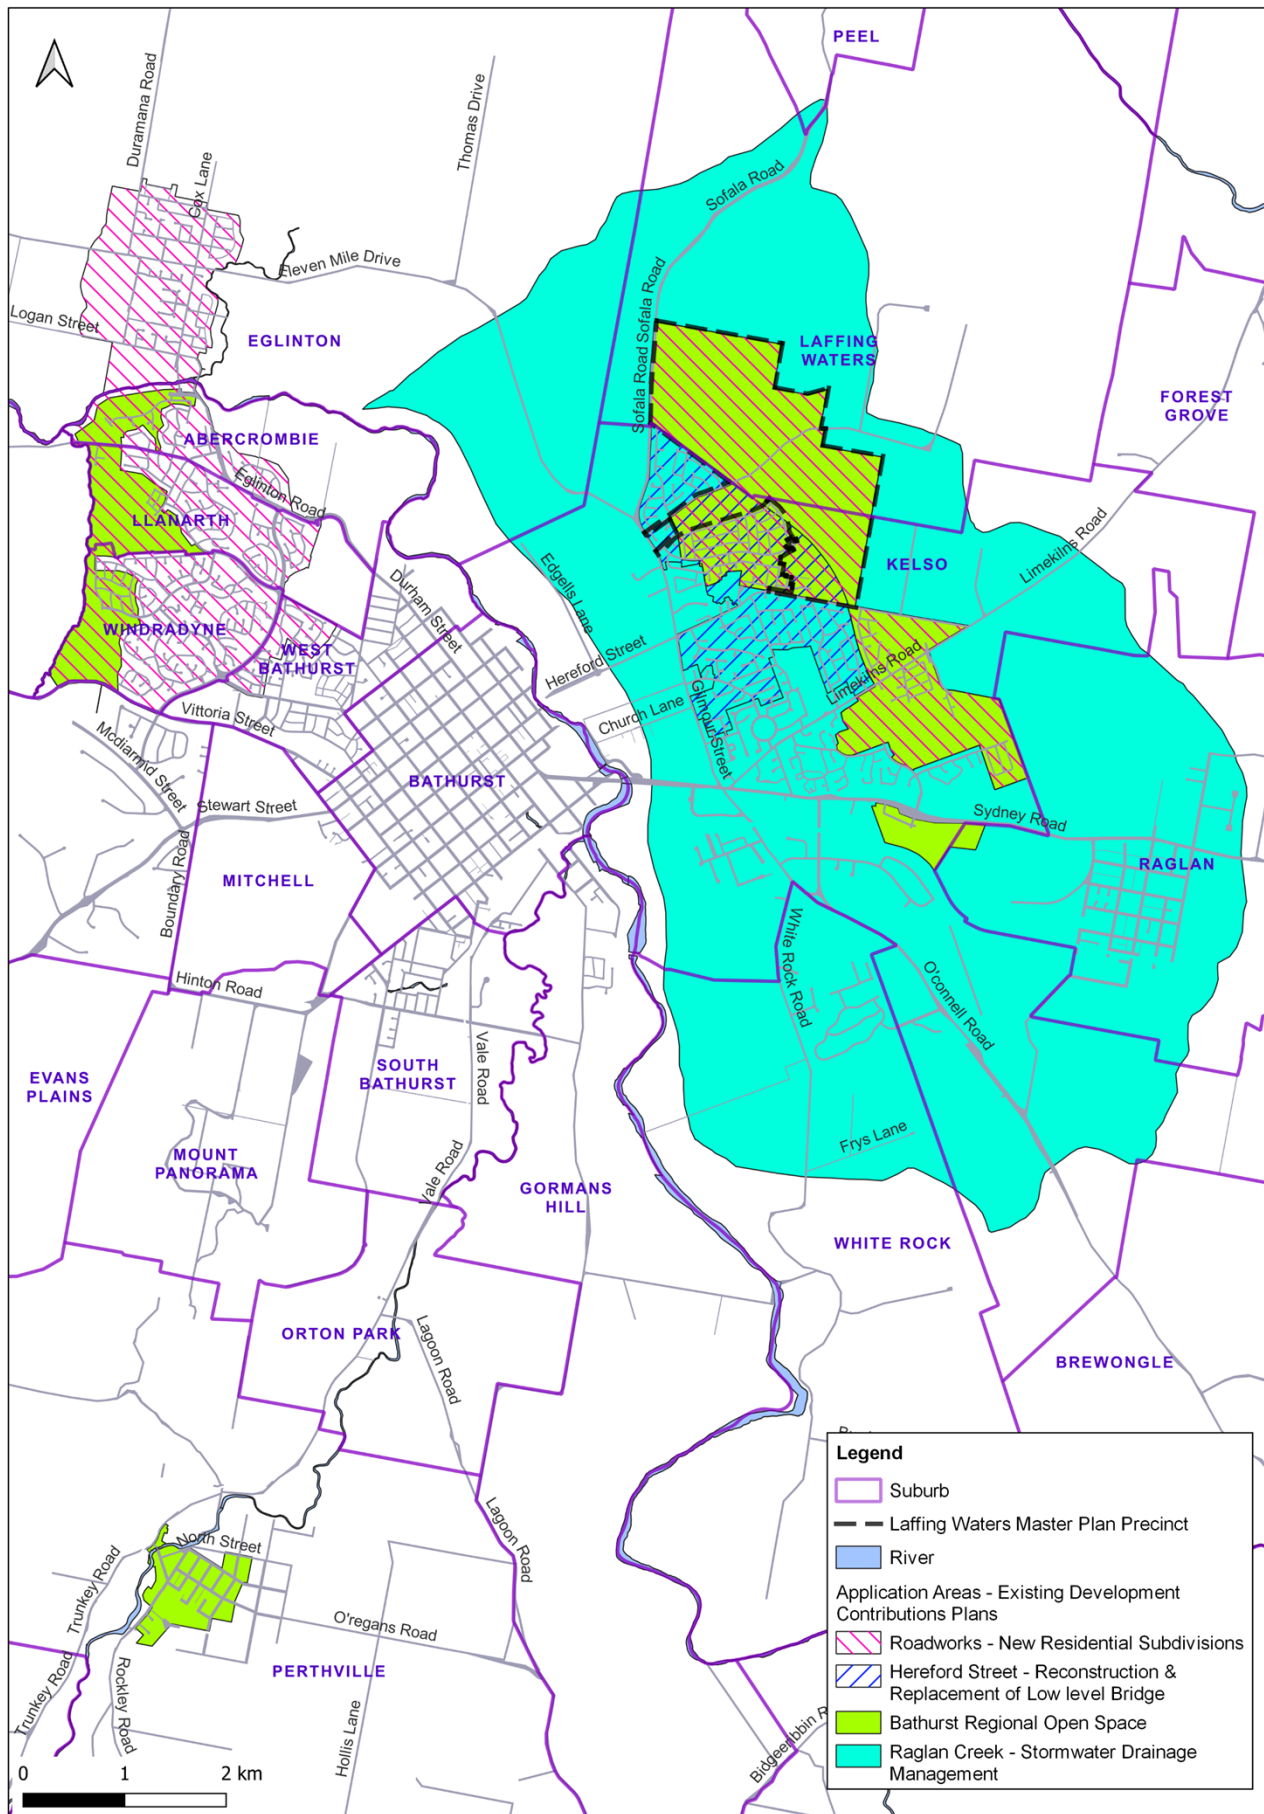 PEEL
Duramana Road
Thomas Drive
Cox Lane
Sofala Road
Eleven Mile Drive
Sofala Road
Logan Street
EGLINTON
LAFFING
WATERS
Sofala Road
FOREST
GROVE
ABERCROMBIE
Eglinton Road
LLANARTH
Limekilns Road
KELSO
Edgells Lane
Durham Street
WINDRADYNE
WEST
BATHURST
Hereford Street
Limekilns Road
Gilmour Street
Church Lane
Vittoria Street
Mcdiarmid Street
BATHURST
Stewart Street
Sydney Road
RAGLAN
Boundary Road
MITCHELL
White Rock Road
O'connell Road
Hinton Road
Vale Road
SOUTH
BATHURST
EVANS
PLAINS
Frys Lane
MOUNT
PANORAMA
Vale Road
GORMANS
HILL
WHITE ROCK
ORTON PARK
Lagoon Road
BREWONGLE
Lagoon Road
North Street
Trunkey Road
O'regans Road
PERTHVILLE
Trunkey Road
Rockley Road
Hollis Lane
Bidgeeribbin R
Legend
Suburb
Laffing Waters Master Plan Precinct
River
Application Areas - Existing Development
Contributions Plans
Roadworks - New Residential Subdivisions
Hereford Street - Reconstruction &
Replacement of Low level Bridge
Bathurst Regional Open Space
Raglan Creek - Stormwater Drainage
Management
0 1 2 km